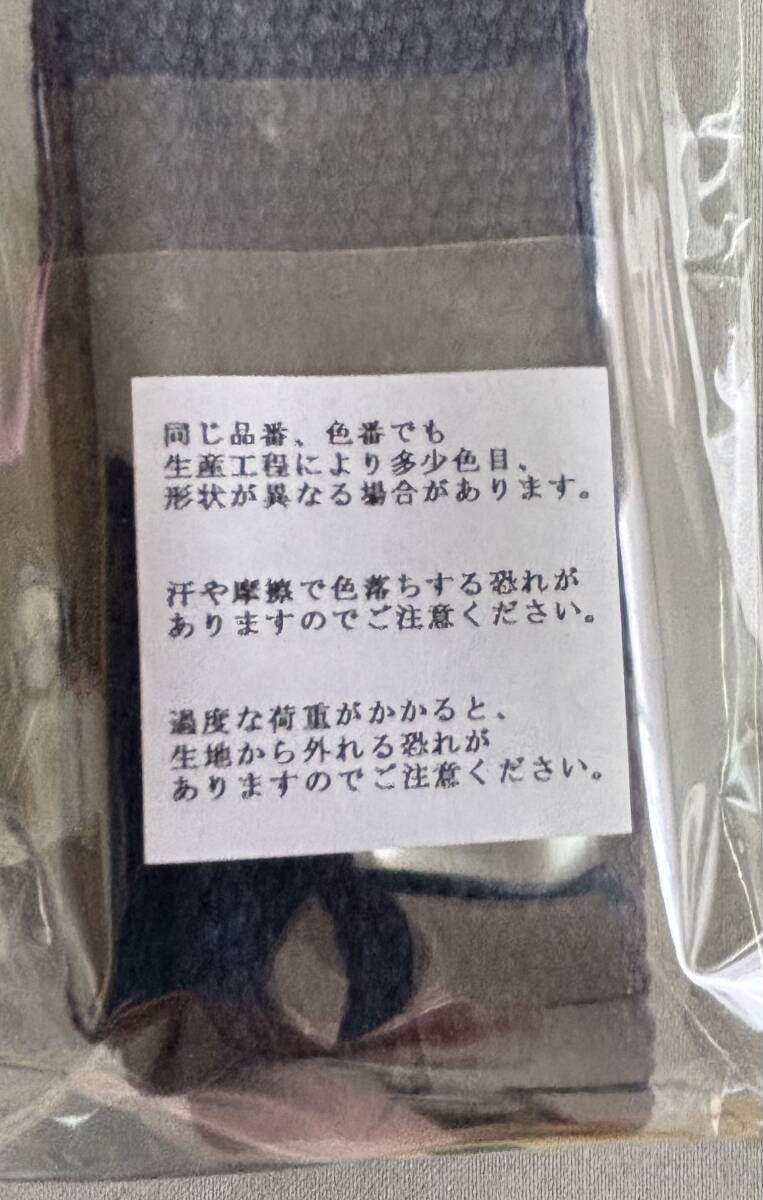 同じ品番、色番でも
生産工程により多少色目、
形状が異なる場合があります。
汗や摩擦で色落ちする恐れが
ありますのでご注意ください。
過度な荷重がかかると、
生地から外れる恐れが
ありますのでご注意ください。